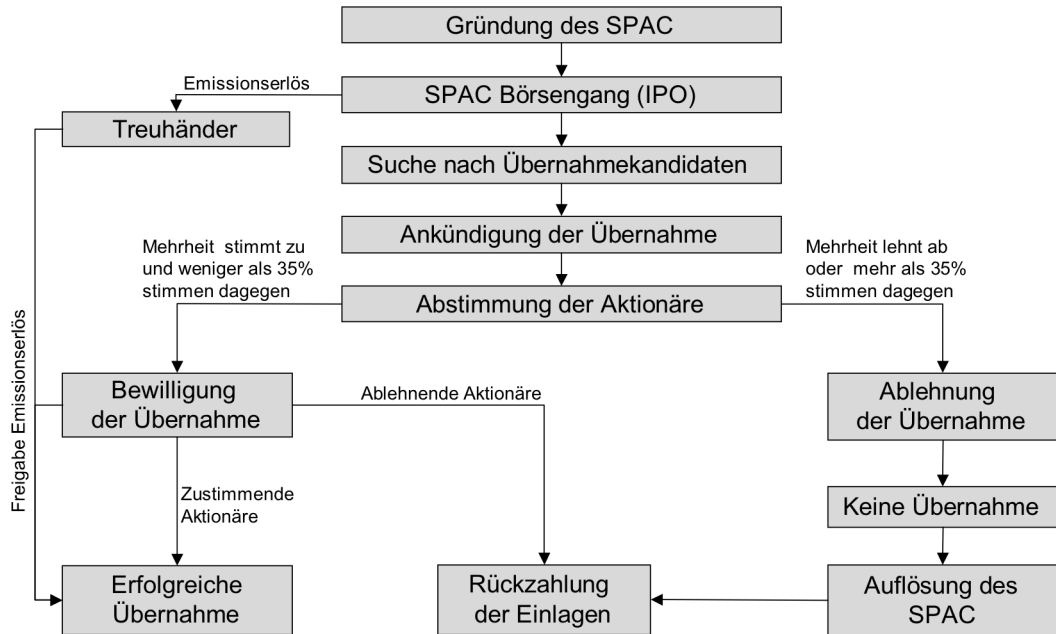 Gründung des SPAC
Emissionserlös
SPAC Börsengang (IPO)
Treuhänder
Suche nach Übernahmekandidaten
Ankündigung der Übernahme
Mehrheit stimmt zu
und weniger als 35%
stimmen dagegen
Mehrheit lehnt ab
oder mehr als 35%
stimmen dagegen
Abstimmung der Aktionäre
Freigabe Emissionserlös
Bewilligung
der Übernahme
Ablehnende Aktionäre
Ablehnung
der Übernahme
Zustimmende
Aktionäre
Keine Übernahme
Erfolgreiche
Übernahme
Rückzahlung
der Einlagen
Auflösung des
SPAC